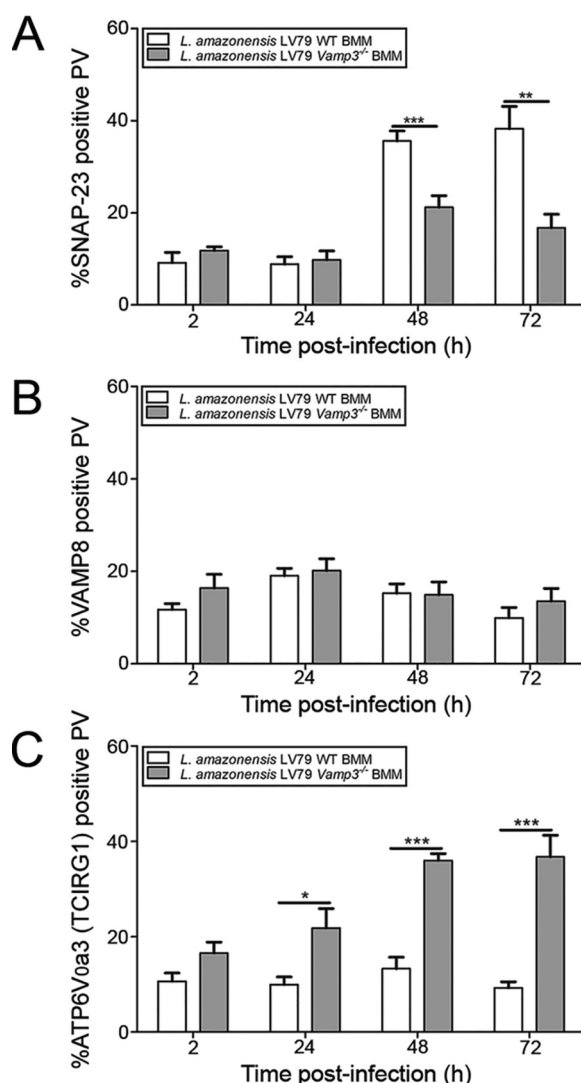 A
%SNAP-23 positive PV
60
40
20
0
L. amazonensis LV79 WT BMM
L. amazonensis LV79 Vamp3-/- BMM
***
**
2 24 48 72
Time post-infection (h)
B
%VAMP8 positive PV
60
40
20
0
L. amazonensis LV79 WT BMM
L. amazonensis LV79 Vamp3-/- BMM
2 24 48 72
Time post-infection (h)
C
%ATP6V0a3 (TCIRG1) positive PV
60
40
20
0
L. amazonensis LV79 WT BMM
L. amazonensis LV79 Vamp3-/- BMM
*
***
***
2 24 48 72
Time post-infection (h)